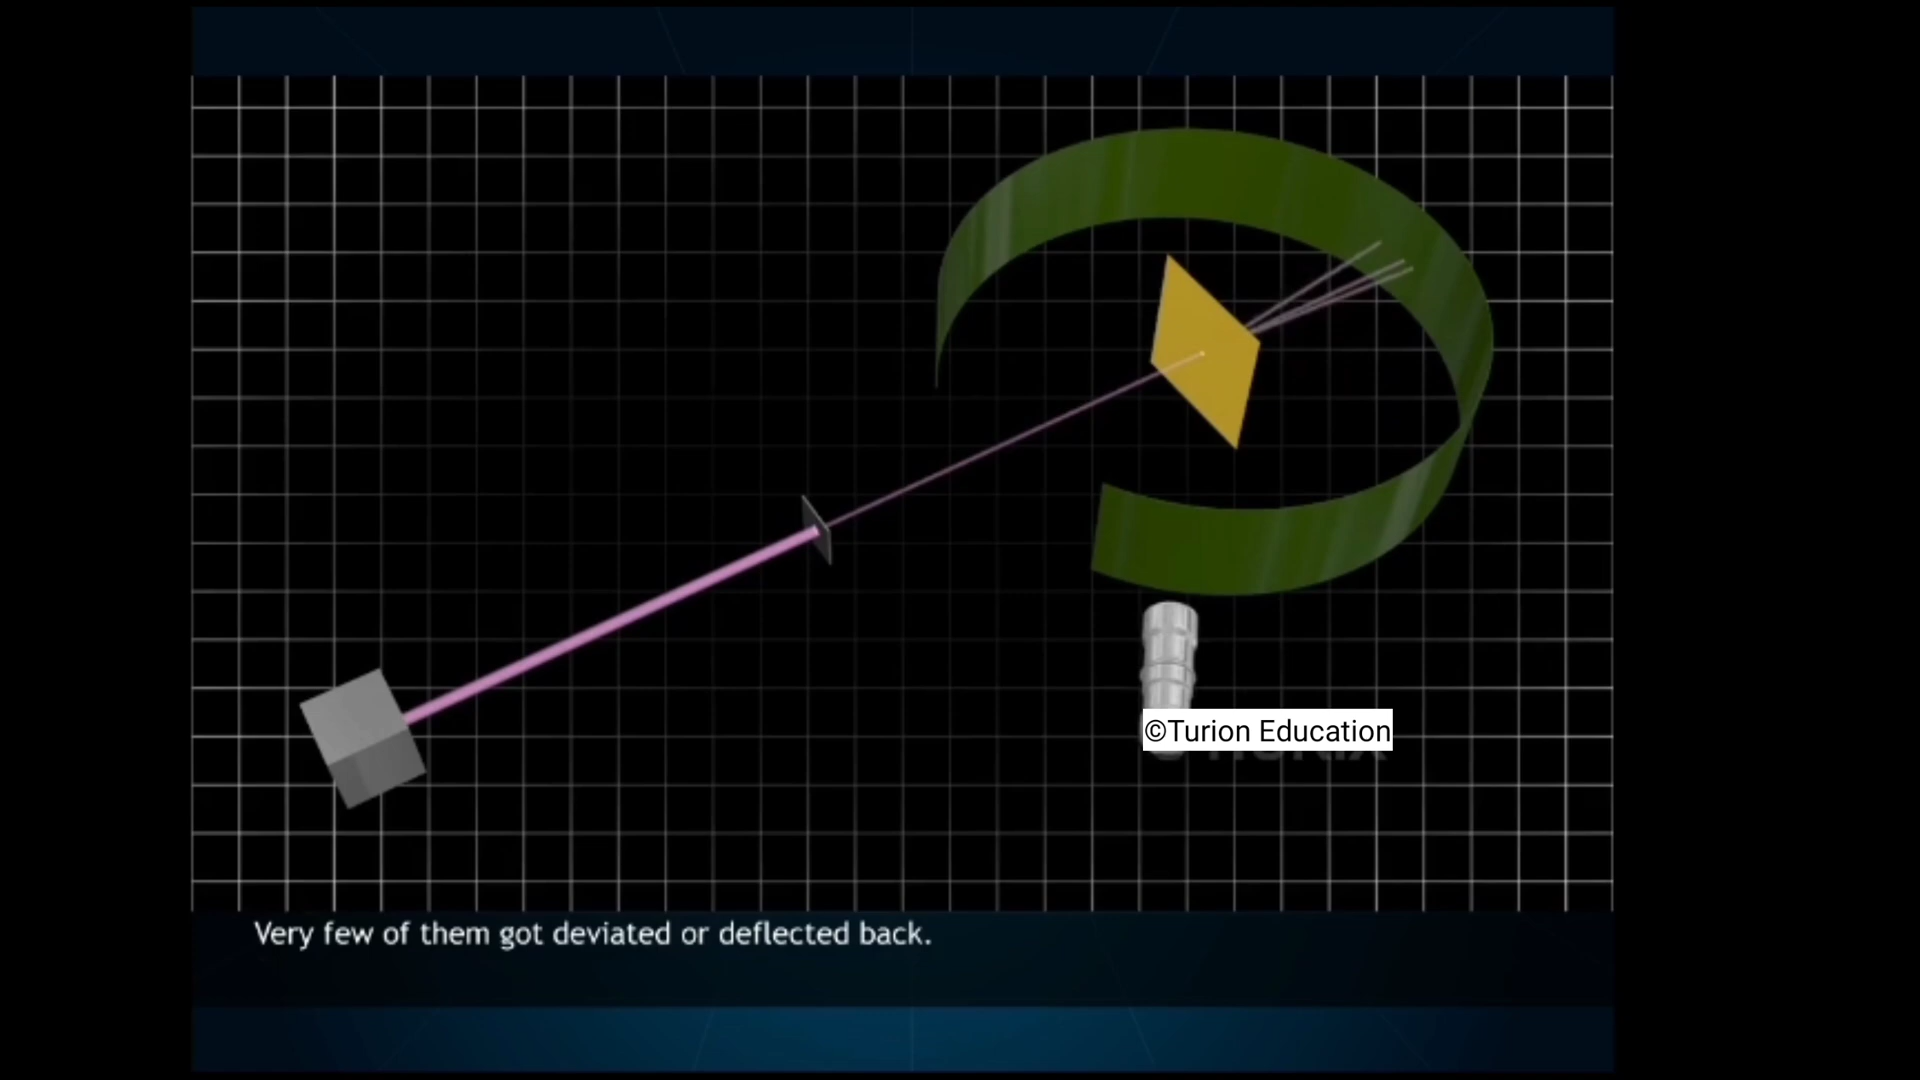 ©Turion Education
Very few of them got deviated or deflected back.